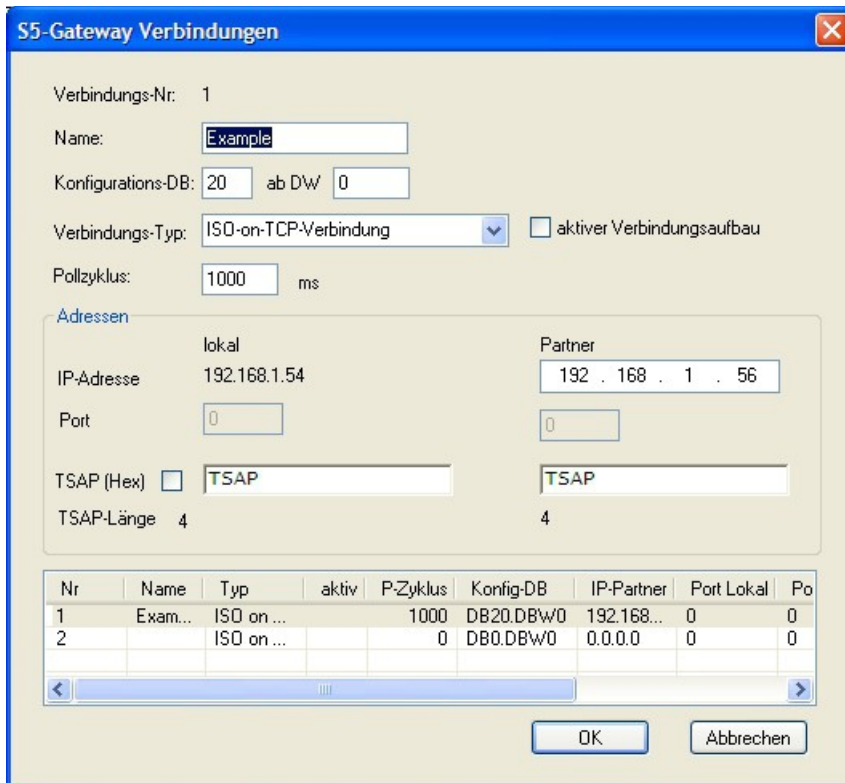 S5-Gateway Verbindungen
Verbindungs-Nr: 1
Name: Example
Konfigurations-DB: 20 ab DW 0
Verbindungs-Typ: ISO-on-TCP-Verbindung aktiver Verbindungsaufbau
Pollzyklus: 1000 ms
Adressen
lokal Partner
IP-Adresse 192.168.1.54 192 . 168 . 1 . 56
Port 0 0
TSAP (Hex) TSAP TSAP
TSAP-Länge 4 4
Nr Name Typ aktiv P-Zyklus Konfig-DB IP-Partner Port Lokal Po
1 Exam... ISO on ... 1000 DB20.DBW0 192.168... 0 0
2 ISO on ... 0 DB0.DBW0 0.0.0.0 0 0
OK Abbrechen